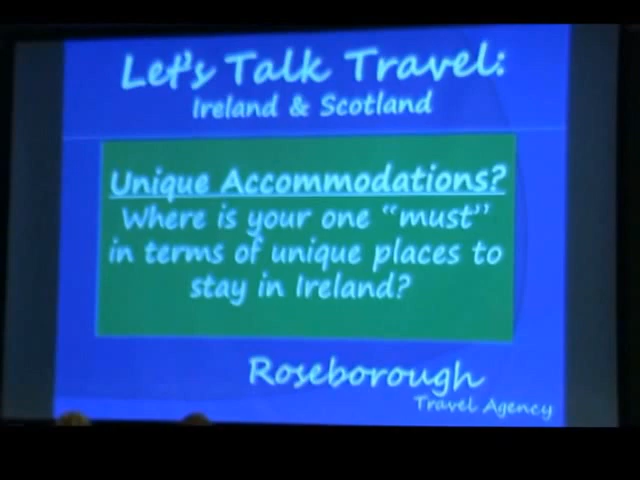 Let's Talk Travel:
Ireland & Scotland
Unique Accommodations?
Where is your one "must"
in terms of unique places to
stay in Ireland?
Roseborough
Travel Agency